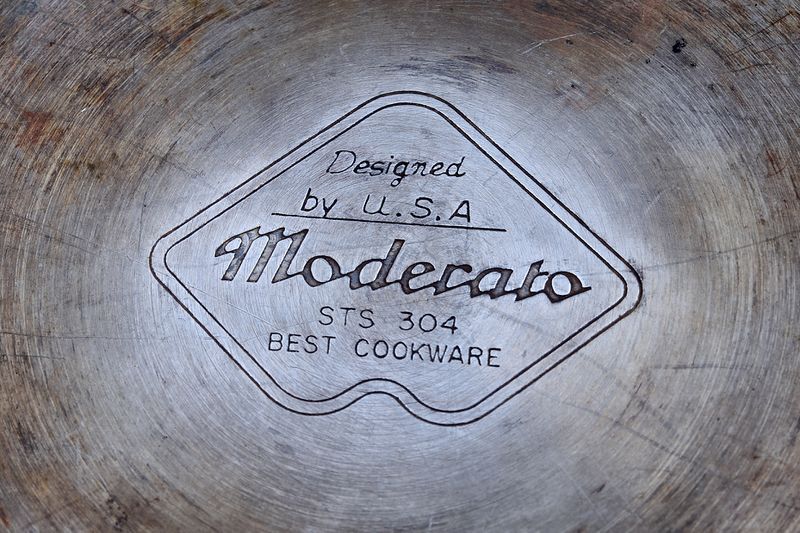 Designed
by U.S.A
Moderato
STS 304
BEST COOKWARE